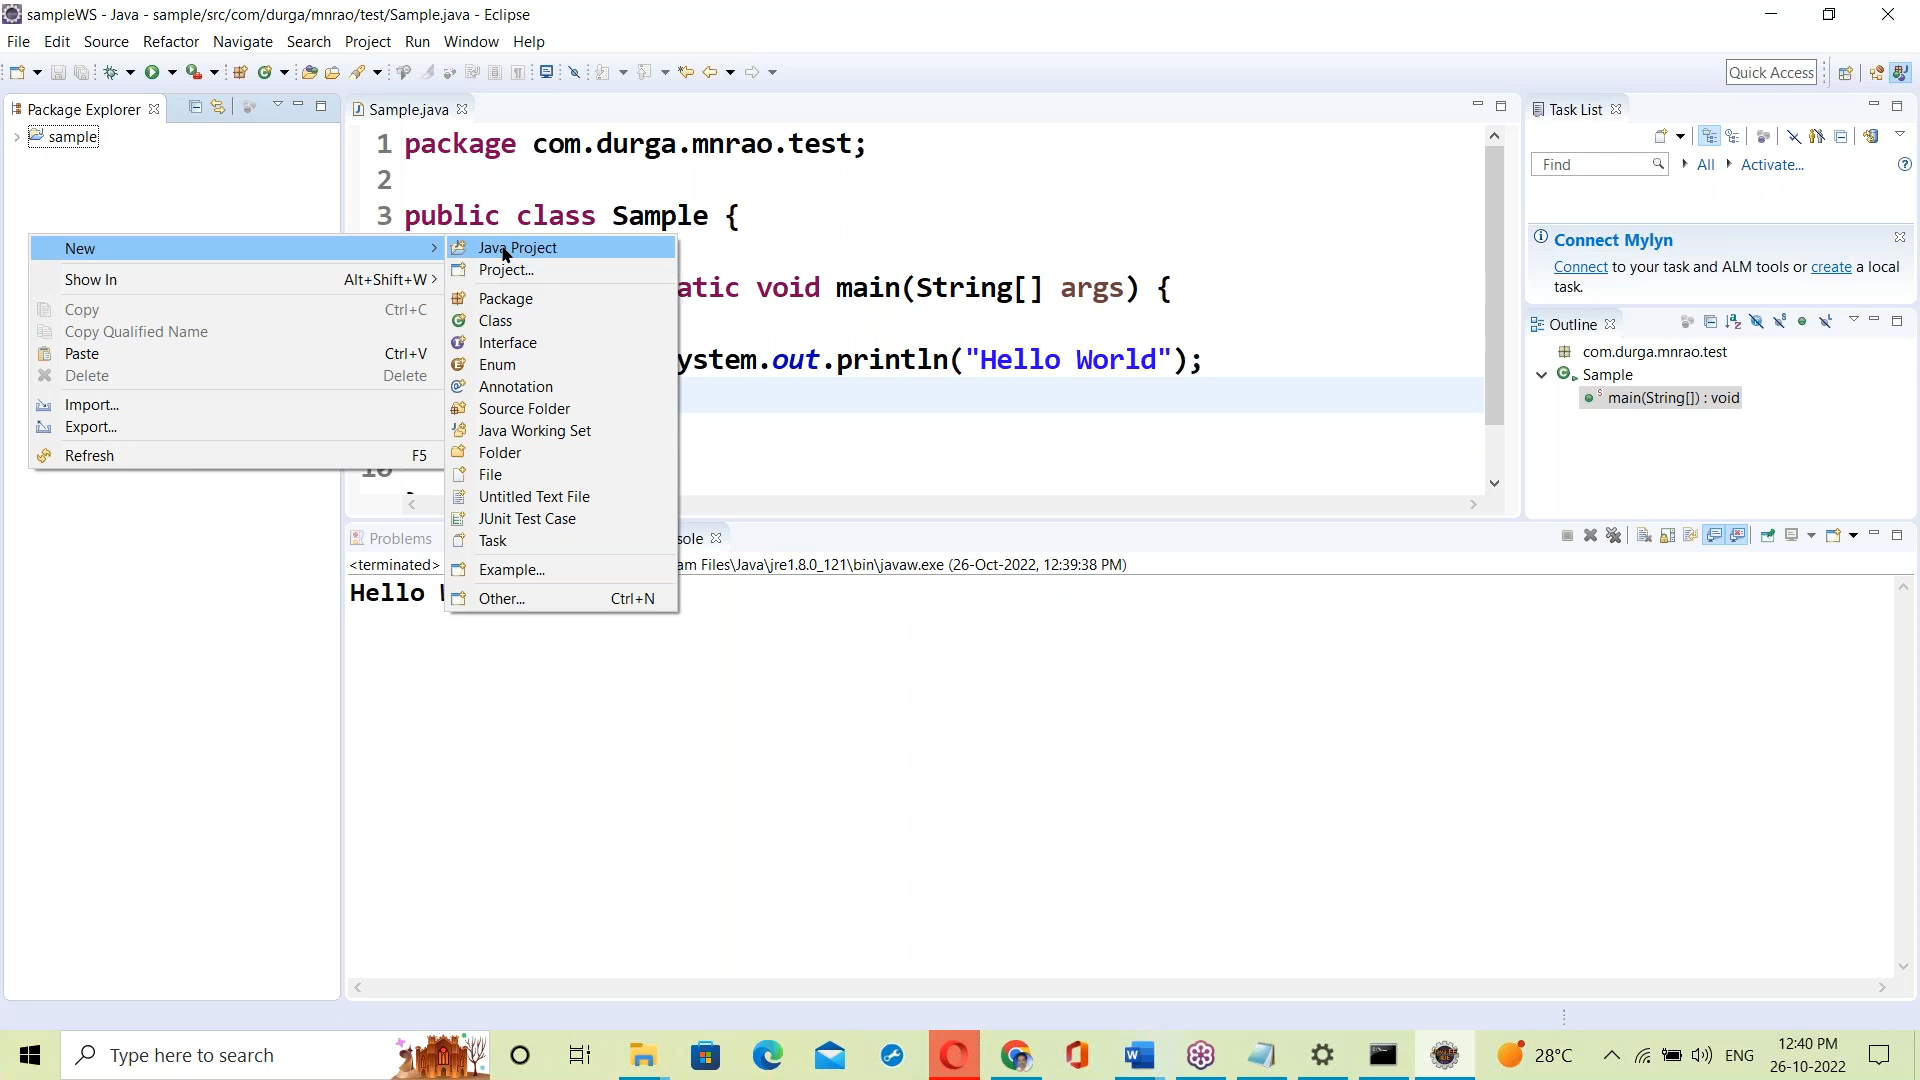 sampleWS - Java - sample/src/com/durga/mnrao/test/Sample.java - Eclipse
File Edit Source Refactor Navigate Search Project Run Window Help
Quick Access
Package Explorer
sample
Sample.java
1 package com.durga.mnrao.test;
2
3 public class Sample {
atic void main(String[] args) {
ystem.out.println("Hello World");
New
Show In Alt+Shift+W
Copy Ctrl+C
Copy Qualified Name
Paste Ctrl+V
Delete Delete
Import...
Export...
Refresh F5
Java Project
Project...
Package
Class
Interface
Enum
Annotation
Source Folder
Java Working Set
Folder
File
Untitled Text File
JUnit Test Case
Task
Example...
Other... Ctrl+N
Task List
Find All Activate...
Connect Mylyn
Connect to your task and ALM tools or create a local
task.
Outline
com.durga.mnrao.test
Sample
main(String[]) : void
Problems sole
<terminated> am Files\Java\jre1.8.0_121\bin\javaw.exe (26-Oct-2022, 12:39:38 PM)
Hello
Type here to search
28°C
ENG
12:40 PM
26-10-2022